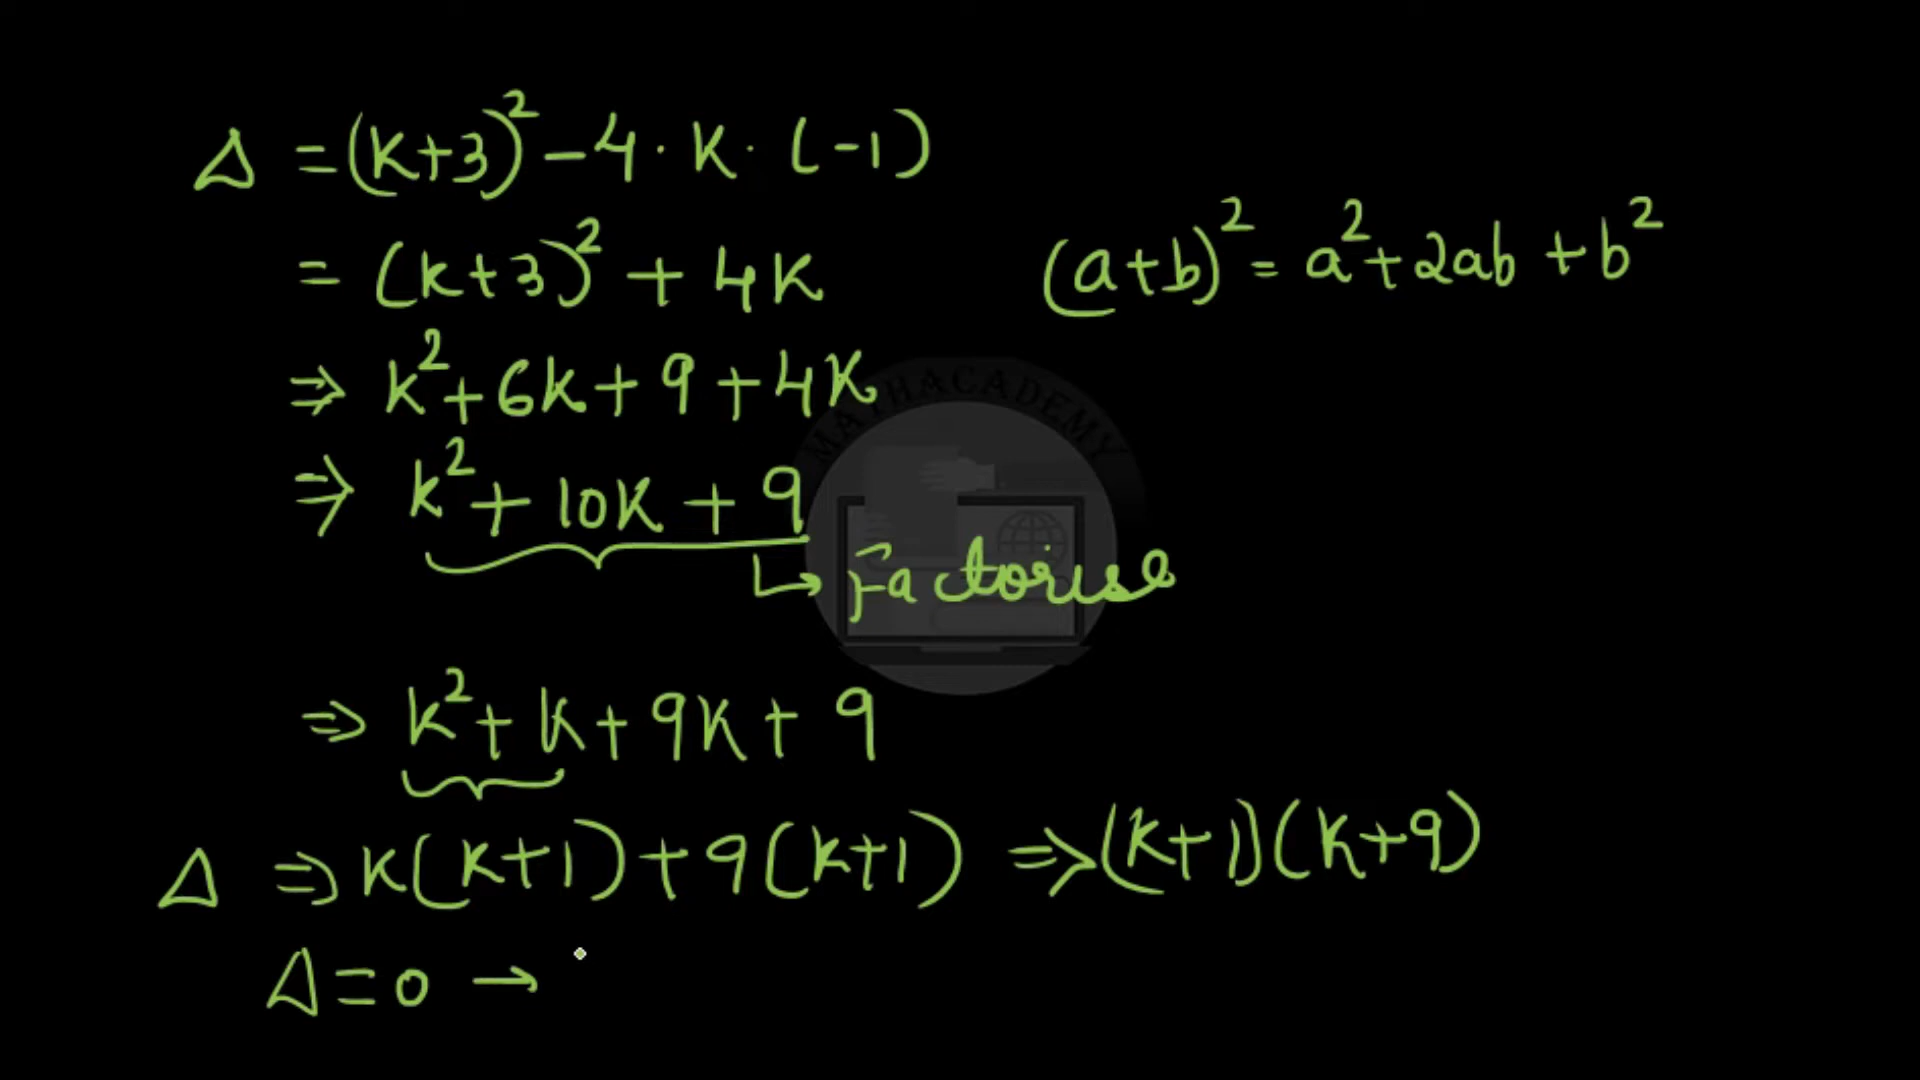 Δ = (k+3)² - 4 · k · (-1)
= (k+3)² + 4k
(a+b)² = a² + 2ab + b²
⇒ k² + 6k + 9 + 4k
MATHACADEMY
⇒ k² + 10k + 9
↳ Factorise
⇒ k² + k + 9k + 9
Δ ⇒ k(k+1) + 9(k+1) ⇒ (k+1)(k+9)
Δ = 0 →